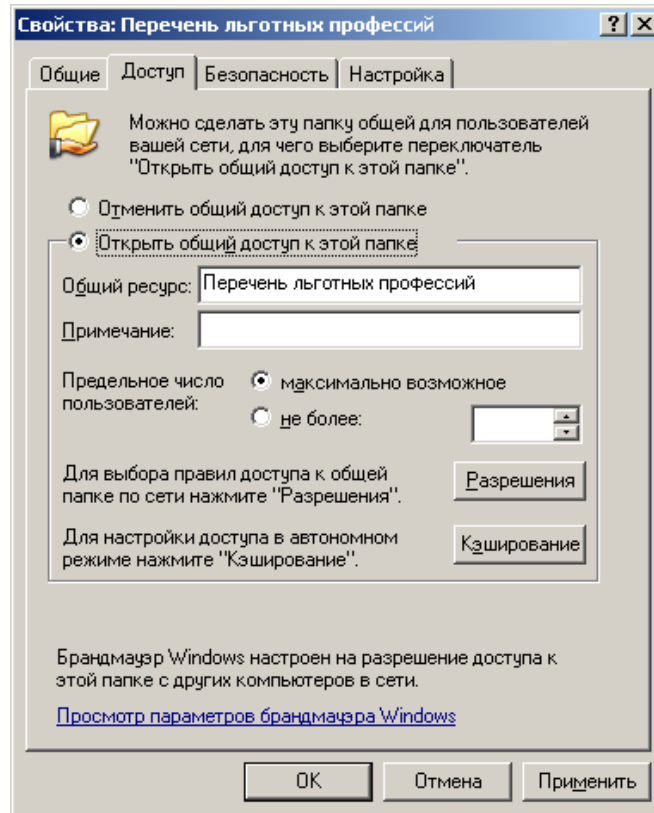 Свойства: Перечень льготных профессий
Общие Доступ Безопасность Настройка
Можно сделать эту папку общей для пользователей
вашей сети, для чего выберите переключатель
"Открыть общий доступ к этой папке".
Отменить общий доступ к этой папке
Открыть общий доступ к этой папке
Общий ресурс: Перечень льготных профессий
Примечание:
Предельное число
пользователей:
максимально возможное
не более:
Для выбора правил доступа к общей
папке по сети нажмите "Разрешения".
Разрешения
Для настройки доступа в автономном
режиме нажмите "Кэширование".
Кэширование
Брандмауэр Windows настроен на разрешение доступа к
этой папке с других компьютеров в сети.
Просмотр параметров брандмауэра Windows
OK Отмена Применить